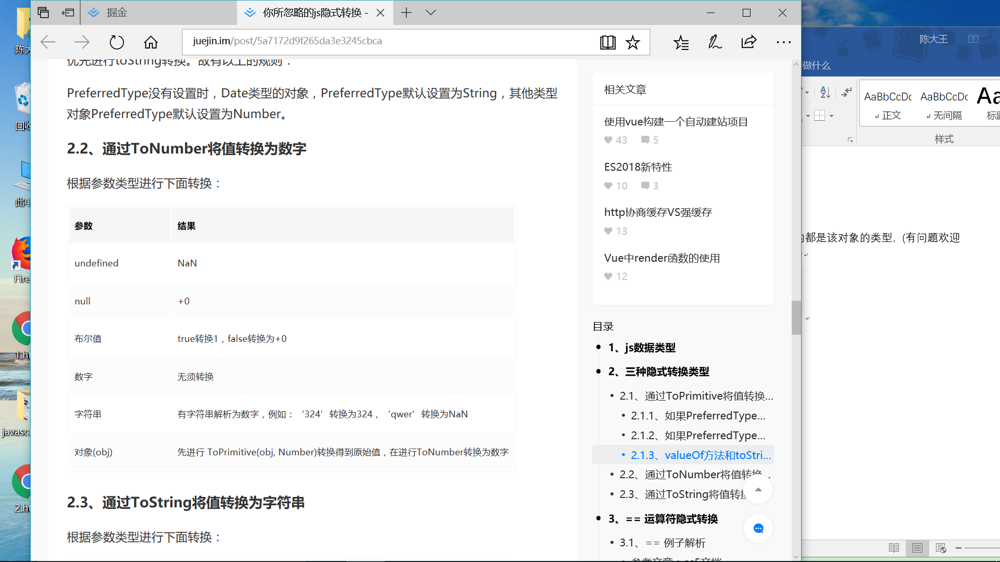 掘金
你所忽略的js隐式转换 -
juejin.im/post/5a7172d9f265da3e3245cbca
优先进行toString转换。故有以上的规则：
PreferredType没有设置时，Date类型的对象，PreferredType默认设置为String，其他类型
对象PreferredType默认设置为Number。
2.2、通过ToNumber将值转换为数字
根据参数类型进行下面转换：
参数 结果
undefined NaN
null +0
布尔值 true转换1，false转换为+0
数字 无须转换
字符串 有字符串解析为数字，例如：‘324’转换为324，‘qwer’转换为NaN
对象(obj) 先进行 ToPrimitive(obj, Number)转换得到原始值，在进行ToNumber转换为数字
2.3、通过ToString将值转换为字符串
根据参数类型进行下面转换：
相关文章
使用vue构建一个自动建站项目
43 5
ES2018新特性
10 3
http协商缓存VS强缓存
13
Vue中render函数的使用
12
目录
1、js数据类型
2、三种隐式转换类型
2.1、通过ToPrimitive将值转换...
2.1.1、如果PreferredType...
2.1.2、如果PreferredType...
2.1.3、valueOf方法和toStri...
2.2、通过ToNumber将值转换
2.3、通过ToString将值转换
3、== 运算符隐式转换
3.1、== 例子解析
参考文章：es5文档
陈大
回收
此电
Fire
1.ht
javasc
2.ht
陈大王
做什么
AaBbCcDc AaBbCcDc AaB
正文 无间隔 标题
样式
都是该对象的类型，(有问题欢迎